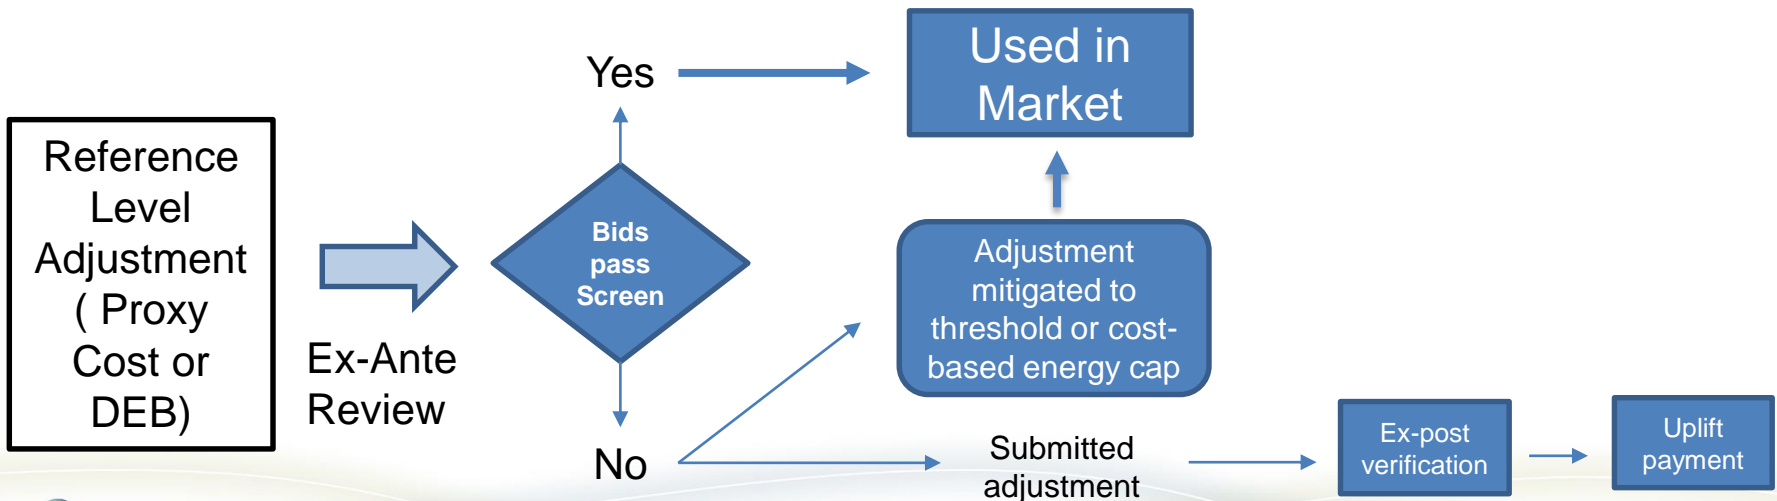 Reference
Level
Adjustment
( Proxy
Cost or
DEB)
Ex-Ante
Review
Bids
pass
Screen
Yes
Used in
Market
Adjustment
mitigated to
threshold or cost-
based energy cap
No
Submitted
adjustment
Ex-post
verification
Uplift
payment